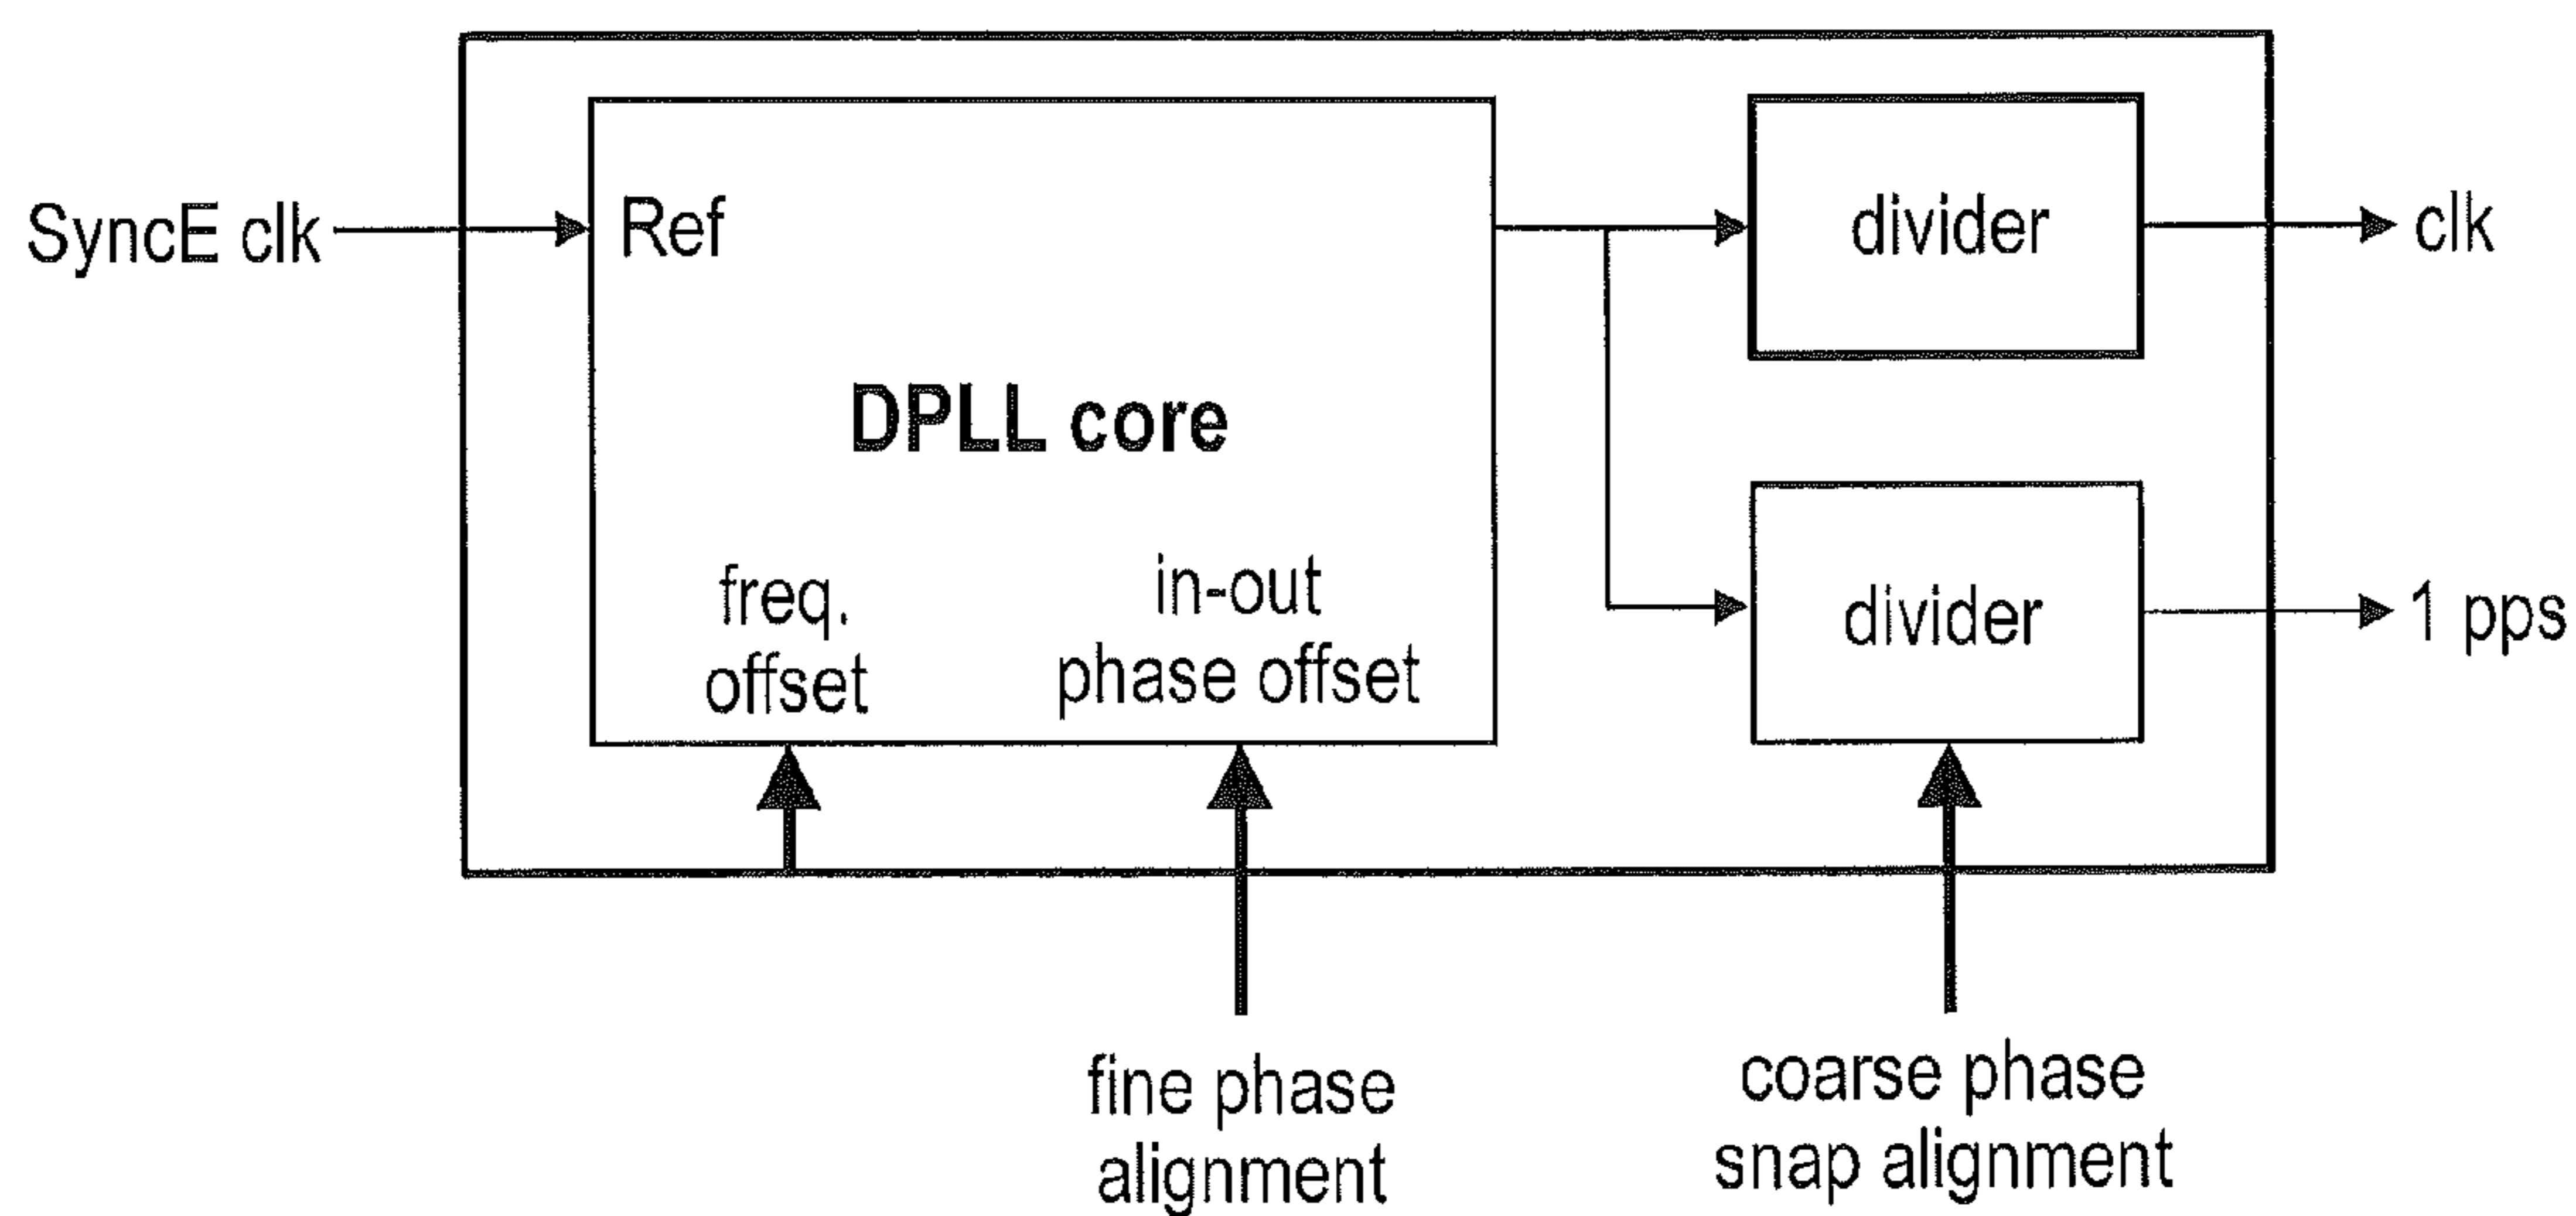 SyncE clk
Ref
DPLL core
freq.
offset
in-out
phase offset
divider
clk
divider
1 pps
fine phase
alignment
coarse phase
snap alignment